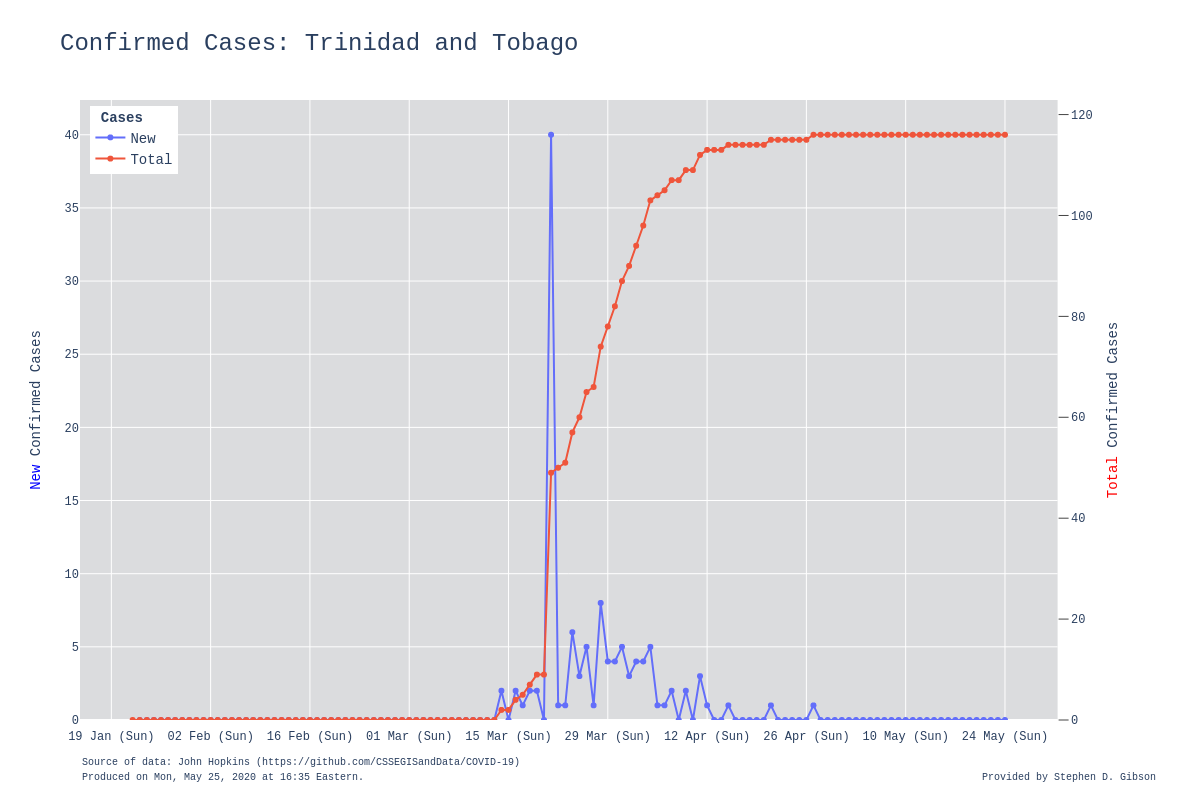 Confirmed Cases: Trinidad and Tobago
Cases
New
Total
40
35
30
25
20
15
10
5
0
120
100
80
60
40
20
0
New Confirmed Cases
Total Confirmed Cases
19 Jan (Sun) 02 Feb (Sun) 16 Feb (Sun) 01 Mar (Sun) 15 Mar (Sun) 29 Mar (Sun) 12 Apr (Sun) 26 Apr (Sun) 10 May (Sun) 24 May (Sun)
Source of data: John Hopkins (https://github.com/CSSEGISandData/COVID-19)
Produced on Mon, May 25, 2020 at 16:35 Eastern.
Provided by Stephen D. Gibson